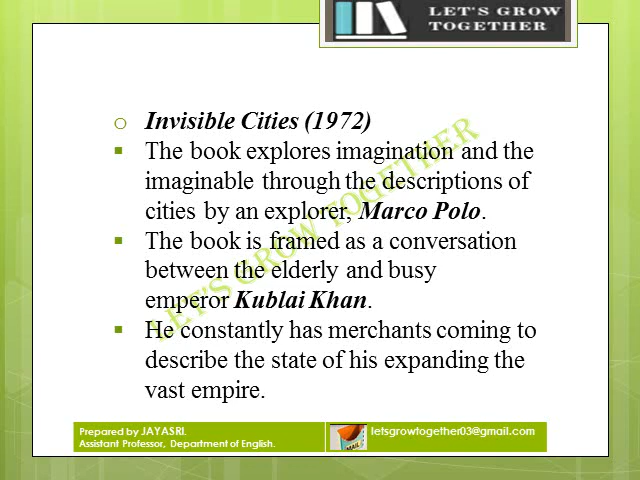 LET'S GROW
TOGETHER
Invisible Cities (1972)
The book explores imagination and the
imaginable through the descriptions of
cities by an explorer, Marco Polo.
The book is framed as a conversation
between the elderly and busy
emperor Kublai Khan.
He constantly has merchants coming to
describe the state of his expanding the
vast empire.
LET'S GROW TOGETHER
Prepared by JAYASRI.
Assistant Professor, Department of English.
letsgrowtogether03@gmail.com
MAIL